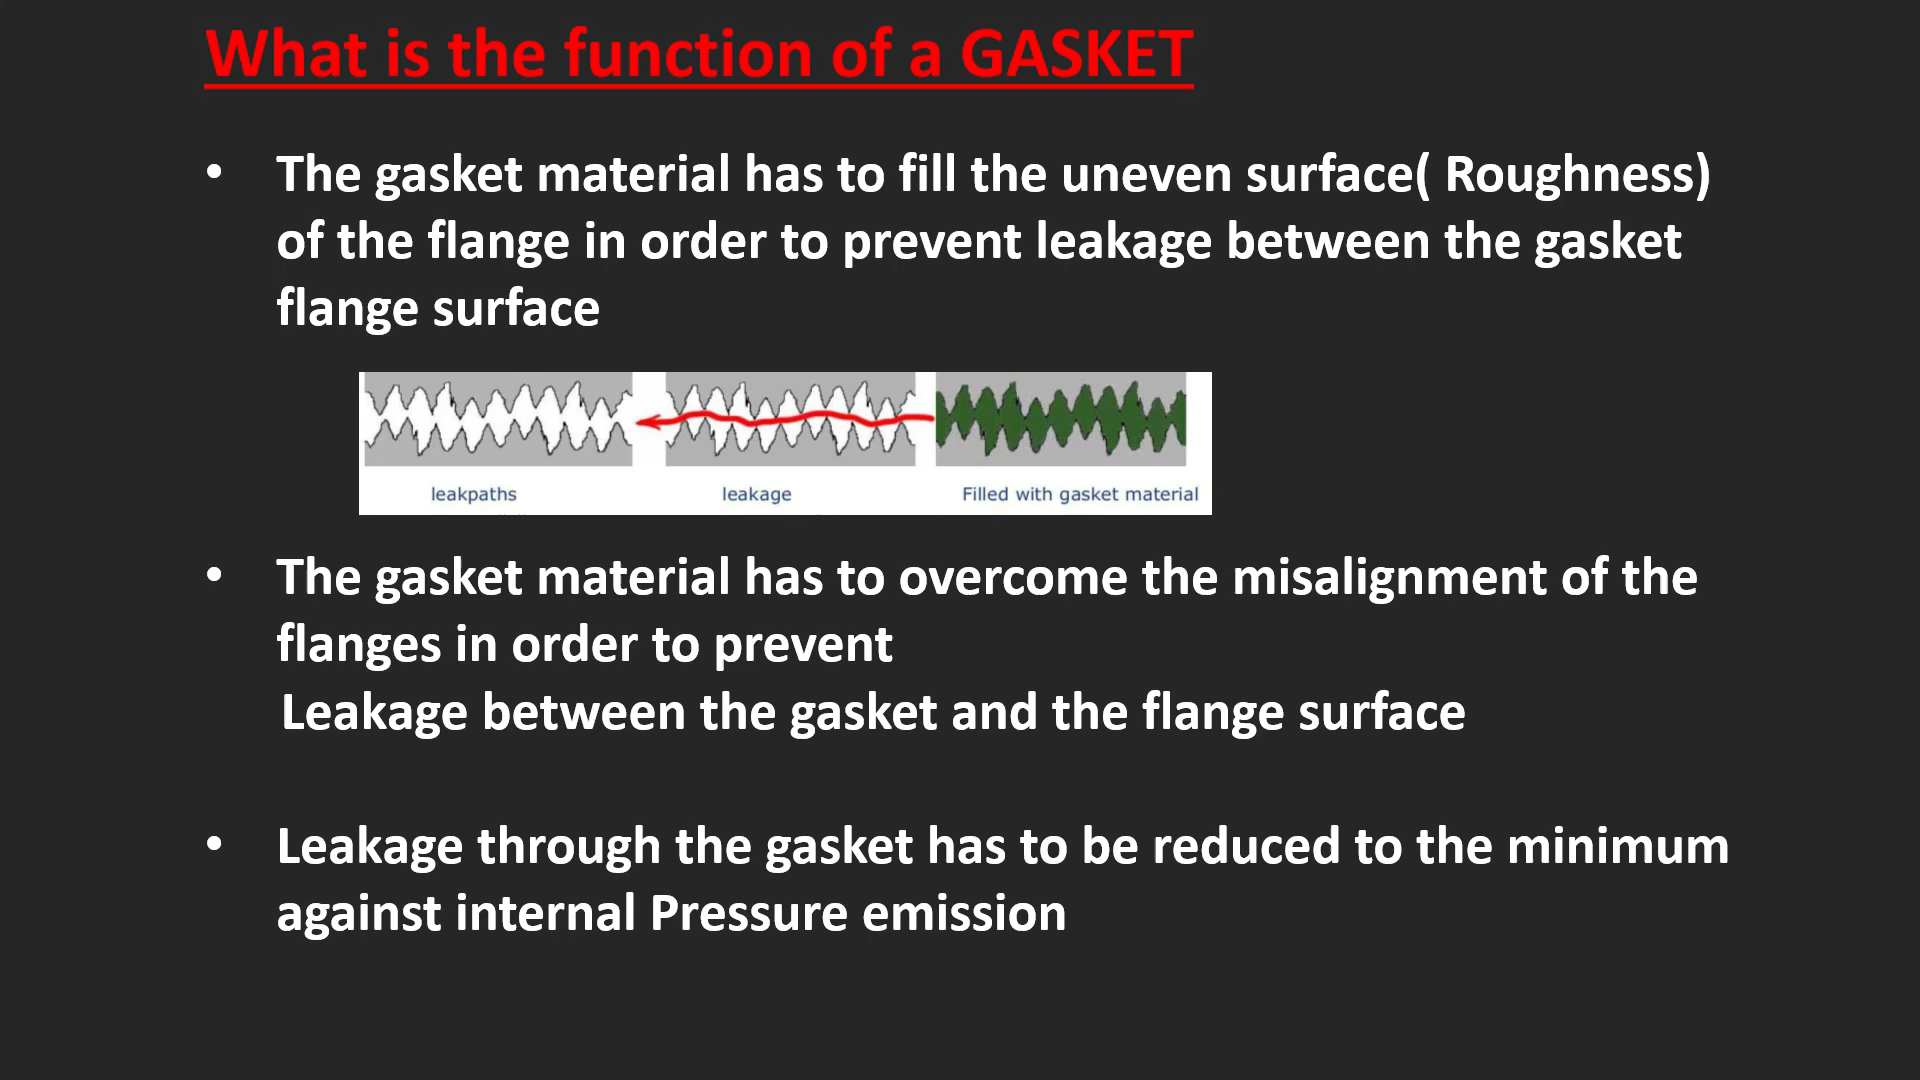 What is the function of a GASKET
• The gasket material has to fill the uneven surface( Roughness)
of the flange in order to prevent leakage between the gasket
flange surface
leakpaths leakage Filled with gasket material
• The gasket material has to overcome the misalignment of the
flanges in order to prevent
Leakage between the gasket and the flange surface
• Leakage through the gasket has to be reduced to the minimum
against internal Pressure emission